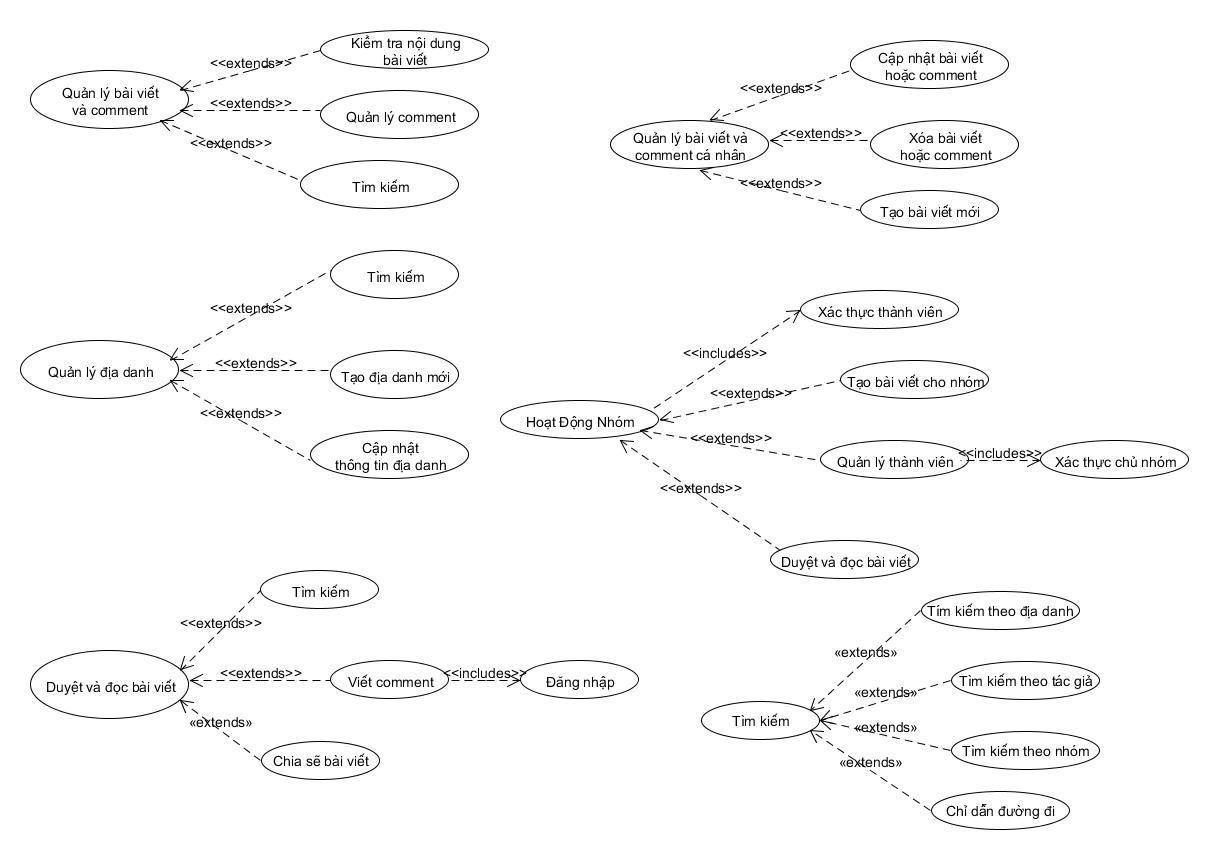 Kiểm tra nội dung
bài viết
<<extends>>
Quản lý bài viết
và comment
<<extends>>
Quản lý comment
<<extends>>
Tìm kiếm
Cập nhật bài viết
hoặc comment
<<extends>>
Quản lý bài viết và
comment cá nhân
<<extends>>
Xóa bài viết
hoặc comment
<<extends>>
Tạo bài viết mới
Tìm kiếm
<<extends>>
Quản lý địa danh
<<extends>>
Tạo địa danh mới
<<extends>>
Cập nhật
thông tin địa danh
Xác thực thành viên
<<includes>>
<<extends>>
Tạo bài viết cho nhóm
Hoạt Động Nhóm
<<extends>>
Quản lý thành viên
<<includes>>
Xác thực chủ nhóm
<<extends>>
Duyệt và đọc bài viết
Tìm kiếm
<<extends>>
Duyệt và đọc bài viết
<<extends>>
Viết comment
<<includes>>
Đăng nhập
«extends»
Chia sẽ bài viết
Tím kiếm theo địa danh
«extends»
Tìm kiếm theo tác giả
«extends»
Tìm kiếm
«extends»
Tìm kiếm theo nhóm
«extends»
Chỉ dẫn đường đi